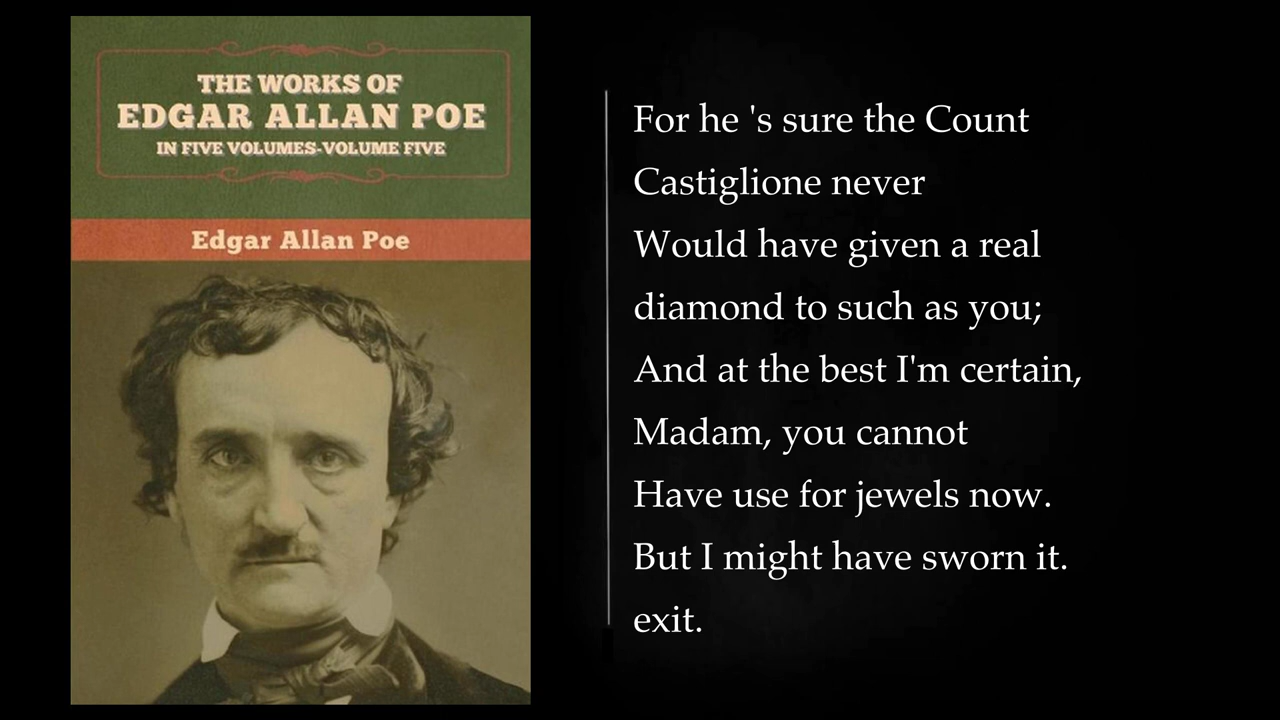 THE WORKS OF
EDGAR ALLAN POE
IN FIVE VOLUMES-VOLUME FIVE
Edgar Allan Poe
For he 's sure the Count
Castiglione never
Would have given a real
diamond to such as you;
And at the best I'm certain,
Madam, you cannot
Have use for jewels now.
But I might have sworn it.
exit.